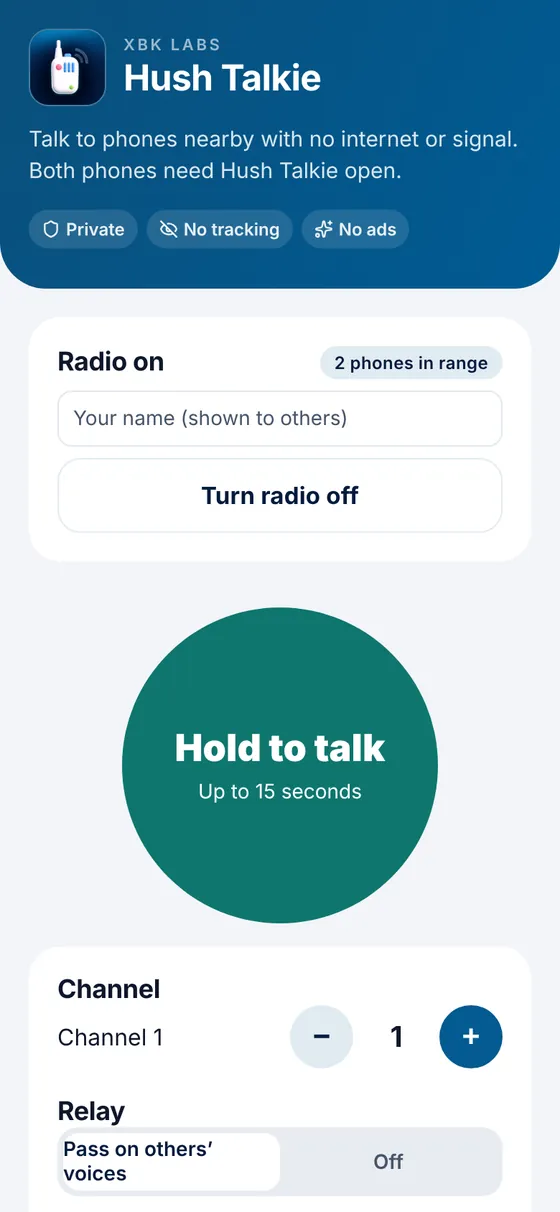 XBK LABS
Hush Talkie
Talk to phones nearby with no internet or signal.
Both phones need Hush Talkie open.
Private
No tracking
No ads
Radio on
2 phones in range
Your name (shown to others)
Turn radio off
Hold to talk
Up to 15 seconds
Channel
Channel 1
− 1 +
Relay
Pass on others’
voices
Off